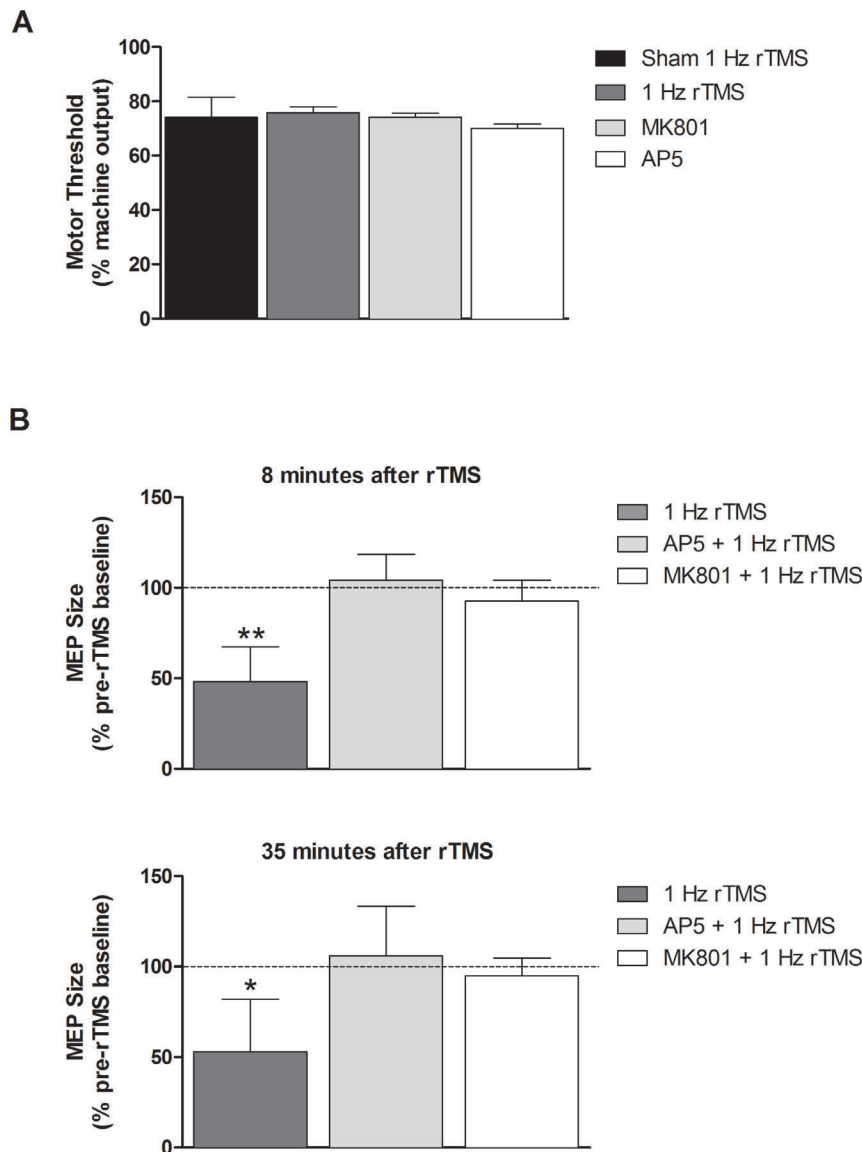 A
Motor Threshold
(% machine output)
100
80
60
40
20
0
Sham 1 Hz rTMS
1 Hz rTMS
MK801
AP5
B
8 minutes after rTMS
MEP Size
(% pre-rTMS baseline)
150
100
50
0
**
1 Hz rTMS
AP5 + 1 Hz rTMS
MK801 + 1 Hz rTMS
35 minutes after rTMS
MEP Size
(% pre-rTMS baseline)
150
100
50
0
*
1 Hz rTMS
AP5 + 1 Hz rTMS
MK801 + 1 Hz rTMS